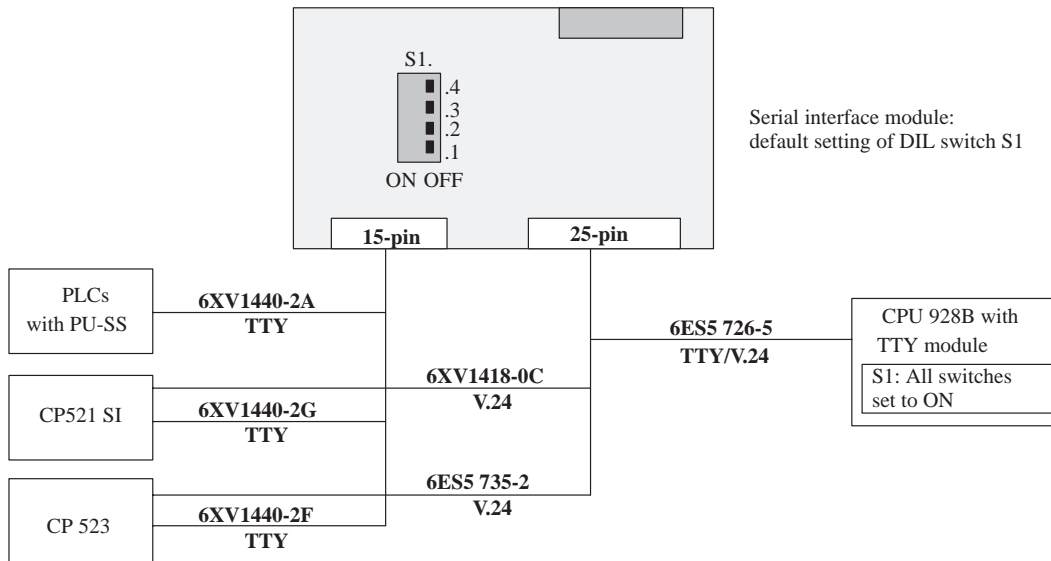 S1.
.4
.3
.2
.1
ON OFF
Serial interface module:
default setting of DIL switch S1
15-pin
25-pin
PLCs
with PU-SS
6XV1440-2A
TTY
6ES5 726-5
TTY/V.24
CPU 928B with
TTY module
S1: All switches
set to ON
6XV1418-0C
V.24
CP521 SI
6XV1440-2G
TTY
6ES5 735-2
V.24
CP 523
6XV1440-2F
TTY